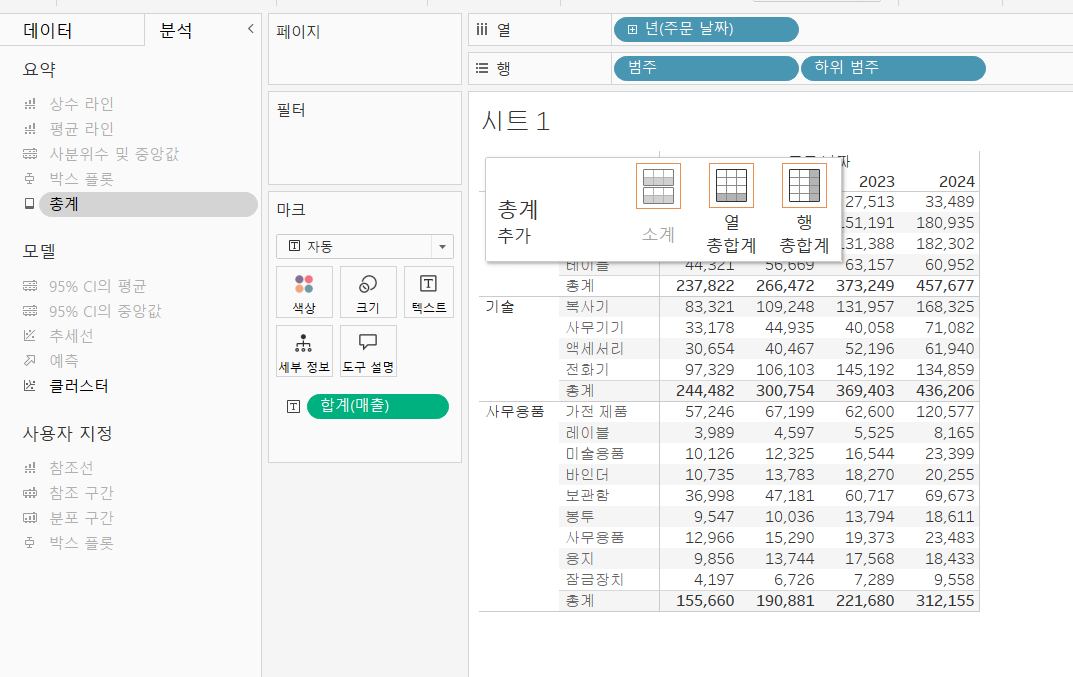 데이터
분석
요약
상수 라인
평균 라인
사분위수 및 중앙값
박스 플롯
총계
모델
95% CI의 평균
95% CI의 중앙값
추세선
예측
클러스터
사용자 지정
참조선
참조 구간
분포 구간
박스 플롯
페이지
필터
마크
자동
색상 크기 텍스트
세부 정보 도구 설명
합계(매출)
열 년(주문 날짜)
행 범주 하위 범주
시트 1
총계
추가
소계
열
총합계
행
총합계
2023 2024
27,513 33,489
151,191 180,935
131,388 182,302
테이블 44,321 56,669 63,157 60,952
총계 237,822 266,472 373,249 457,677
기술 복사기 83,321 109,248 131,957 168,325
사무기기 33,178 44,935 40,058 71,082
액세서리 30,654 40,467 52,196 61,940
전화기 97,329 106,103 145,192 134,859
총계 244,482 300,754 369,403 436,206
사무용품 가전 제품 57,246 67,199 62,600 120,577
레이블 3,989 4,597 5,525 8,165
미술용품 10,126 12,325 16,544 23,399
바인더 10,735 13,783 18,270 20,255
보관함 36,998 47,181 60,717 69,673
봉투 9,547 10,036 13,794 18,611
사무용품 12,966 15,290 19,373 23,483
용지 9,856 13,744 17,568 18,433
잠금장치 4,197 6,726 7,289 9,558
총계 155,660 190,881 221,680 312,155